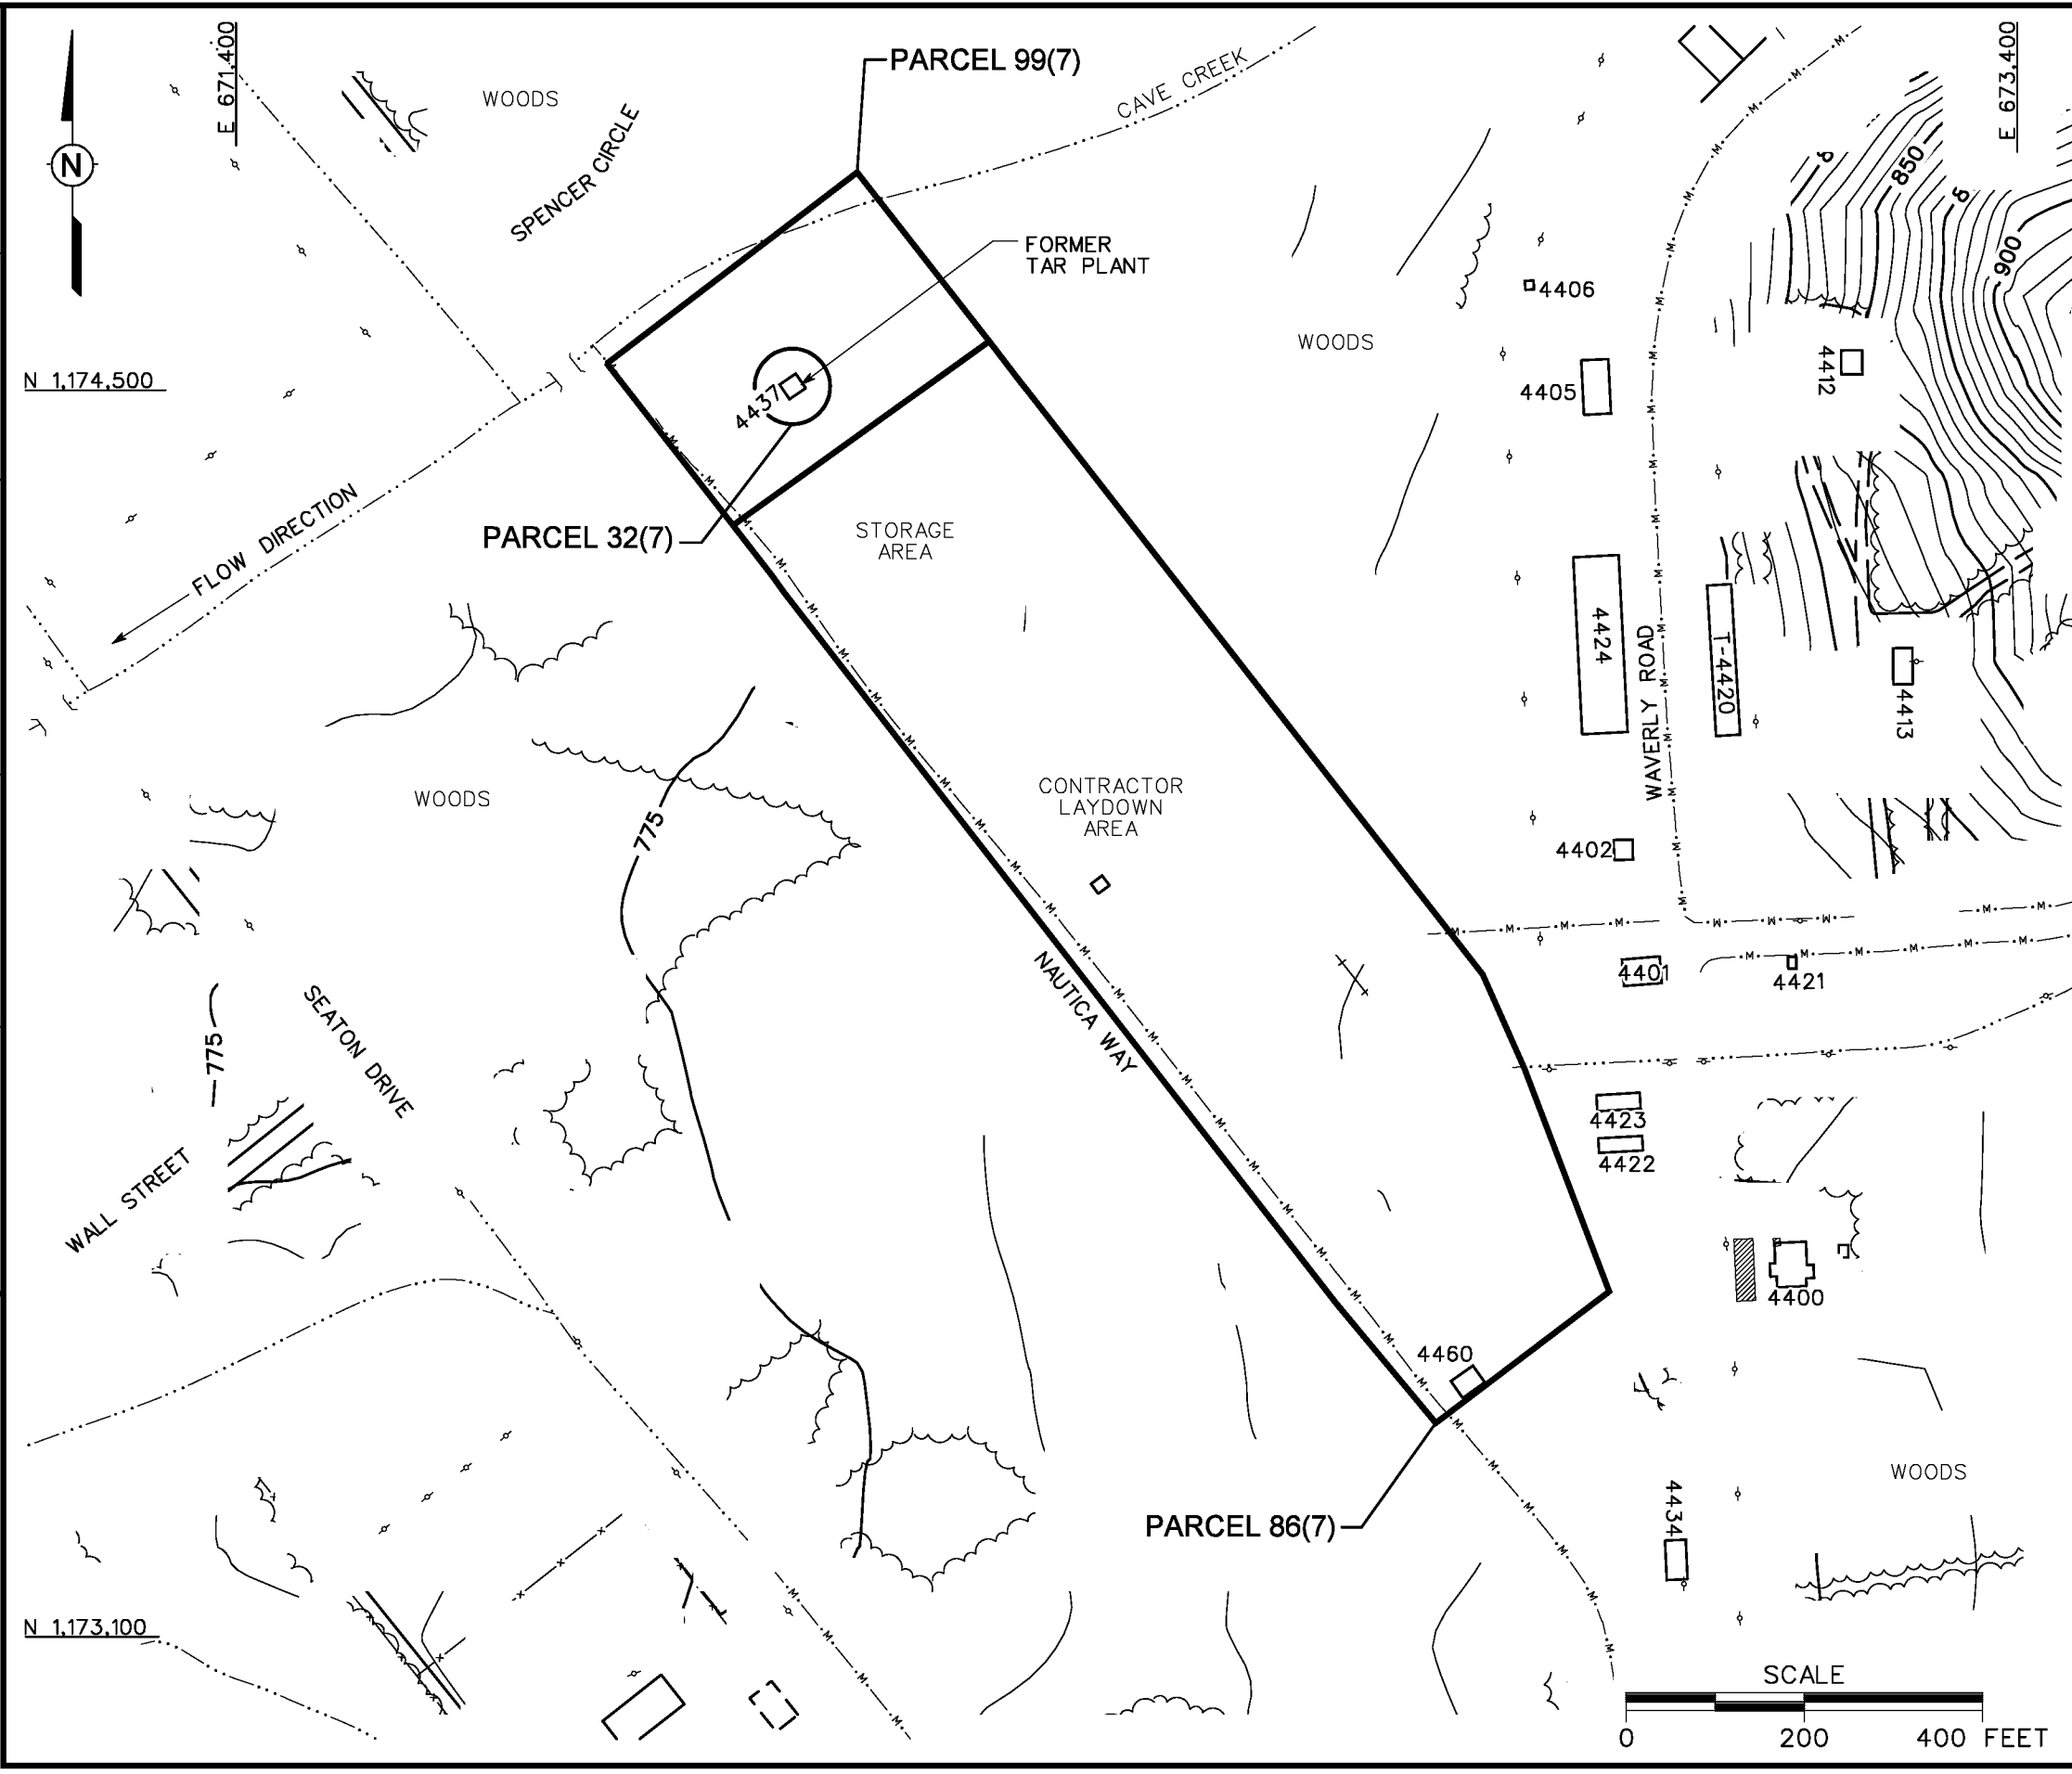 E 671,400
E 673,400
PARCEL 99(7)
CAVE CREEK
WOODS
SPENCER CIRCLE
N
850
8
8
900
FORMER
TAR PLANT
4406
WOODS
N 1,174,500
4405
4412
4437
FLOW DIRECTION
PARCEL 32(7)
STORAGE
AREA
4424
WAVERLY ROAD
T-4420
4413
CONTRACTOR
LAYDOWN
AREA
WOODS
775
4402
NAUTICA WAY
4401
4421
SEATON DRIVE
775
4423
4422
WALL STREET
4400
4460
WOODS
4434
PARCEL 86(7)
N 1,173,100
SCALE
0 200 400 FEET